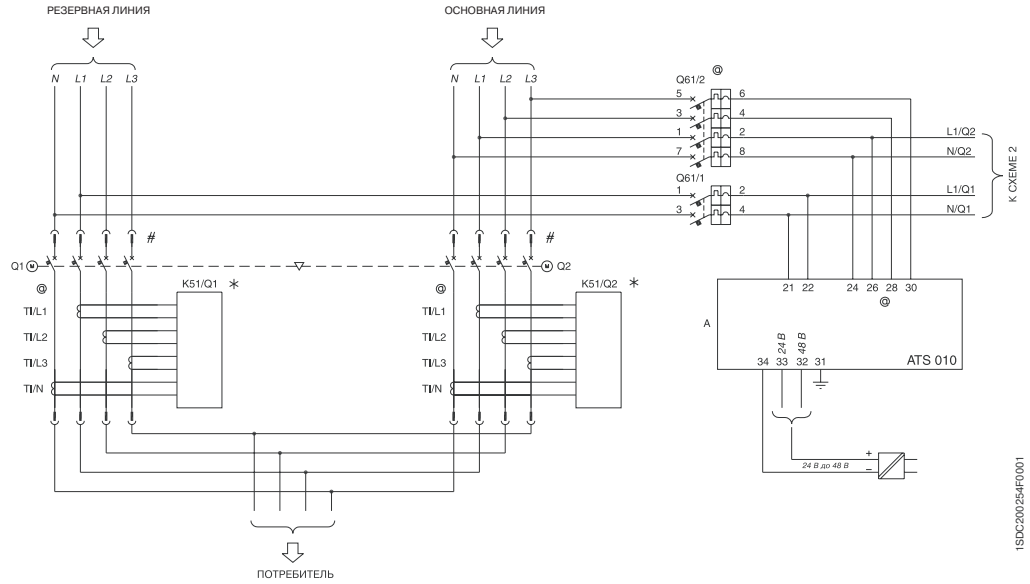 РЕЗЕРВНАЯ ЛИНИЯ
ОСНОВНАЯ ЛИНИЯ
N L1 L2 L3
N L1 L2 L3
@
Q61/2
5 6
3 4
1 2
7 8
L1/Q2
N/Q2
Q61/1
1 2
3 4
L1/Q1
N/Q1
К СХЕМЕ 2
#
#
Q1 M
M Q2
@
@
K51/Q1 *
K51/Q2 *
TI/L1
TI/L2
TI/L3
TI/N
TI/L1
TI/L2
TI/L3
TI/N
21 22 24 26 28 30
@
A
24 В
48 В
34 33 32 31
ATS 010
+
24 В до 48 В
−
ПОТРЕБИТЕЛЬ
1SDC200254F0001